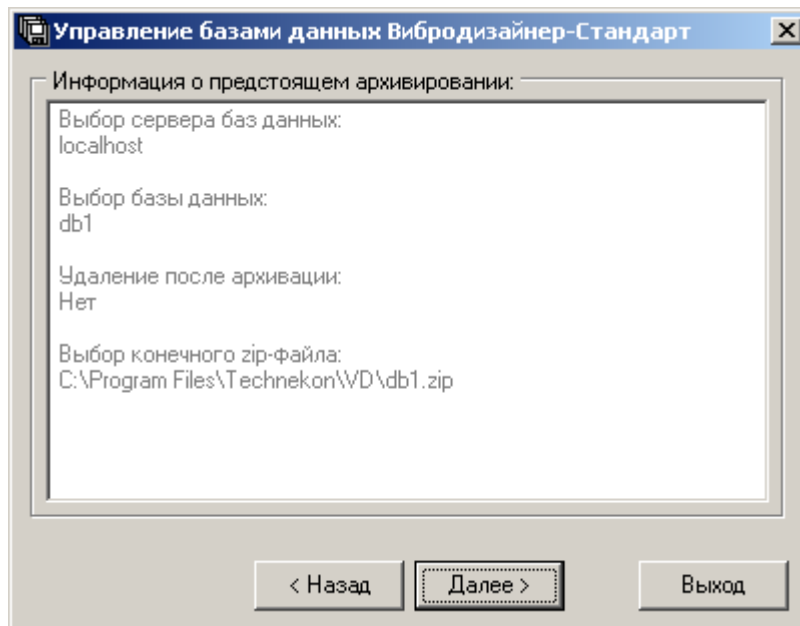 Управление базами данных Вибродизайнер-Стандарт
Информация о предстоящем архивировании:
Выбор сервера баз данных:
localhost
Выбор базы данных:
db1
Удаление после архивации:
Нет
Выбор конечного zip-файла:
C:\Program Files\Technekon\VD\db1.zip
< Назад
Далее >
Выход